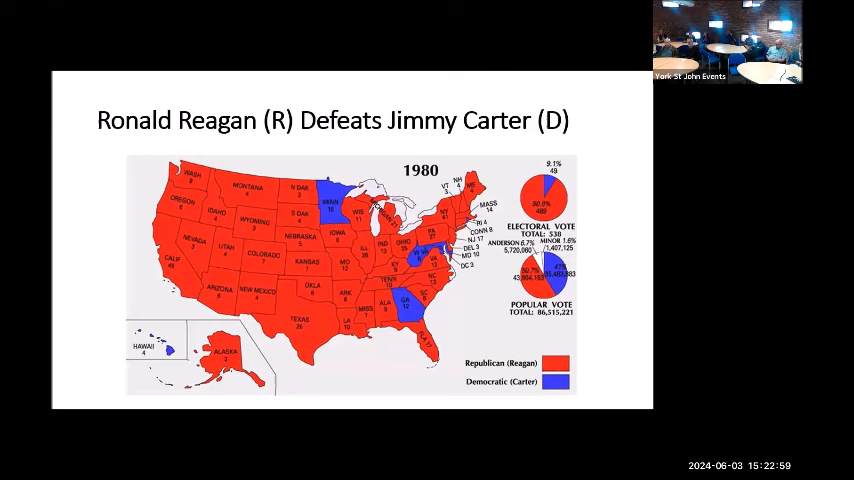 York St John Events
Ronald Reagan (R) Defeats Jimmy Carter (D)
1980
WASH
OREGON
6
CALIF
45
NEVADA
3
IDAHO
4
MONTANA
4
WYOMING
3
UTAH
4
COLORADO
7
ARIZONA
6
NEW MEXICO
4
N DAK
3
S DAK
4
NEBRASKA
5
KANSAS
7
OKLA
8
TEXAS
26
MINN
10
IOWA
8
MO
12
ARK
6
LA
10
WIS
11
ILL
26
MICHIGAN 21
IND
13
OHIO
25
KY
9
TENN
10
MISS
7
ALA
9
GA
12
FLA 17
SC
8
NC
13
VA
12
W VA
6
PA
27
NY
41
VT
3
NH
4
ME
4
MASS
14
RI 4
CONN 8
NJ 17
DEL 3
MD 10
DC 3
HAWAII
4
ALASKA
3
9.1%
49
90.9%
489
ELECTORAL VOTE
TOTAL: 538
ANDERSON 6.7%
5,720,060
MINOR 1.6%
1,407,125
50.7%
41%
POPULAR VOTE
TOTAL: 86,515,221
Republican (Reagan)
Democratic (Carter)
2024-06-03 15:22:59